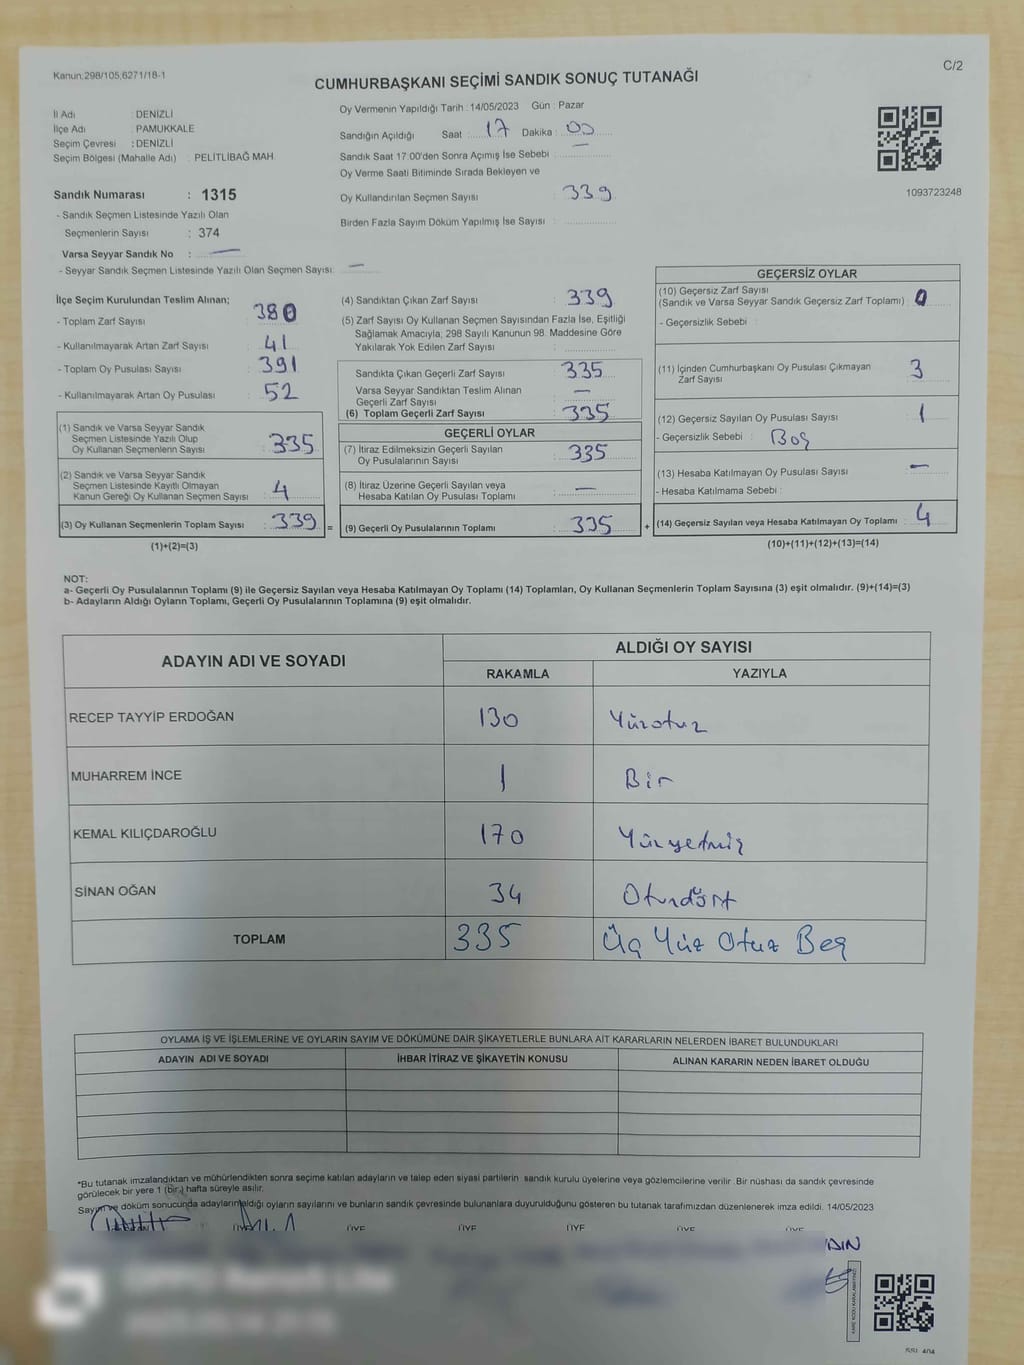 Kanun:298/105,6271/18-1
C/2
CUMHURBAŞKANI SEÇİMİ SANDIK SONUÇ TUTANAĞI
İl Adı : DENİZLİ
İlçe Adı : PAMUKKALE
Seçim Çevresi : DENİZLİ
Seçim Bölgesi (Mahalle Adı) : PELİTLİBAĞ MAH.
Sandık Numarası : 1315
- Sandık Seçmen Listesinde Yazılı Olan
Seçmenlerin Sayısı : 374
Varsa Seyyar Sandık No : —
- Seyyar Sandık Seçmen Listesinde Yazılı Olan Seçmen Sayısı: —
Oy Vermenin Yapıldığı Tarih : 14/05/2023 Gün : Pazar
Sandığın Açıldığı Saat : 17 Dakika : 00
Sandık Saat 17:00'den Sonra Açımış İse Sebebi : —
Oy Verme Saati Bitiminde Sırada Bekleyen ve
Oy Kullandırılan Seçmen Sayısı : 339
Birden Fazla Sayım Döküm Yapılmış İse Sayısı :
1093723248
İlçe Seçim Kurulundan Teslim Alınan;
- Toplam Zarf Sayısı : 380
- Kullanılmayarak Artan Zarf Sayısı : 41
- Toplam Oy Pusulası Sayısı : 391
- Kullanılmayarak Artan Oy Pusulası : 52
(1) Sandık ve Varsa Seyyar Sandık
Seçmen Listesinde Yazılı Olup
Oy Kullanan Seçmenlerin Sayısı : 335
(2) Sandık ve Varsa Seyyar Sandık
Seçmen Listesinde Kayıtlı Olmayan
Kanun Gereği Oy Kullanan Seçmen Sayısı : 4
(3) Oy Kullanan Seçmenlerin Toplam Sayısı : 339 =
(1)+(2)=(3)
(4) Sandıktan Çıkan Zarf Sayısı : 339
(5) Zarf Sayısı Oy Kullanan Seçmen Sayısından Fazla İse, Eşitliği
Sağlamak Amacıyla; 298 Sayılı Kanunun 98. Maddesine Göre
Yakılarak Yok Edilen Zarf Sayısı :
Sandıkta Çıkan Geçerli Zarf Sayısı : 335
Varsa Seyyar Sandıktan Teslim Alınan
Geçerli Zarf Sayısı : —
(6) Toplam Geçerli Zarf Sayısı : 335
GEÇERLİ OYLAR
(7) İtiraz Edilmeksizin Geçerli Sayılan
Oy Pusulalarının Sayısı : 335
(8) İtiraz Üzerine Geçerli Sayılan veya
Hesaba Katılan Oy Pusulası Toplamı : —
(9) Geçerli Oy Pusulalarının Toplamı : 335 +
GEÇERSİZ OYLAR
(10) Geçersiz Zarf Sayısı
(Sandık ve Varsa Seyyar Sandık Geçersiz Zarf Toplamı) : 0
- Geçersizlik Sebebi :
(11) İçinden Cumhurbaşkanı Oy Pusulası Çıkmayan
Zarf Sayısı : 3
(12) Geçersiz Sayılan Oy Pusulası Sayısı : 1
- Geçersizlik Sebebi : Boş
(13) Hesaba Katılmayan Oy Pusulası Sayısı : —
- Hesaba Katılmama Sebebi :
(14) Geçersiz Sayılan veya Hesaba Katılmayan Oy Toplamı : 4
(10)+(11)+(12)+(13)=(14)
NOT:
a- Geçerli Oy Pusulalarının Toplamı (9) ile Geçersiz Sayılan veya Hesaba Katılmayan Oy Toplamı (14) Toplamları, Oy Kullanan Seçmenlerin Toplam Sayısına (3) eşit olmalıdır. (9)+(14)=(3)
b- Adayların Aldığı Oyların Toplamı, Geçerli Oy Pusulalarının Toplamına (9) eşit olmalıdır.
ADAYIN ADI VE SOYADI ALDIĞI OY SAYISI
RAKAMLA YAZIYLA
RECEP TAYYİP ERDOĞAN 130 Yüzotuz
MUHARREM İNCE 1 Bir
KEMAL KILIÇDAROĞLU 170 Yüzyetmiş
SİNAN OĞAN 34 Otuzdört
TOPLAM 335 Üç Yüz Otuz Beş
OYLAMA İŞ VE İŞLEMLERİNE VE OYLARIN SAYIM VE DÖKÜMÜNE DAİR ŞİKAYETLERLE BUNLARA AİT KARARLARIN NELERDEN İBARET BULUNDUKLARI
ADAYIN ADI VE SOYADI İHBAR İTİRAZ VE ŞİKAYETİN KONUSU ALINAN KARARIN NEDEN İBARET OLDUĞU
*Bu tutanak imzalandıktan ve mühürlendikten sonra seçime katılan adayların ve talep eden siyasi partilerin sandık kurulu üyelerine veya gözlemcilerine verilir .Bir nüshası da sandık çevresinde
görülecek bir yere 1 (bir.) hafta süreyle asılır.
Sayım ve döküm sonucunda adayların aldığı oyların sayılarını ve bunların sandık çevresinde bulunanlara duyurulduğunu gösteren bu tutanak tarafımızdan düzenlenerek imza edildi. 14/05/2023
ÜYE ÜYE ÜYE ÜYE ÜYE